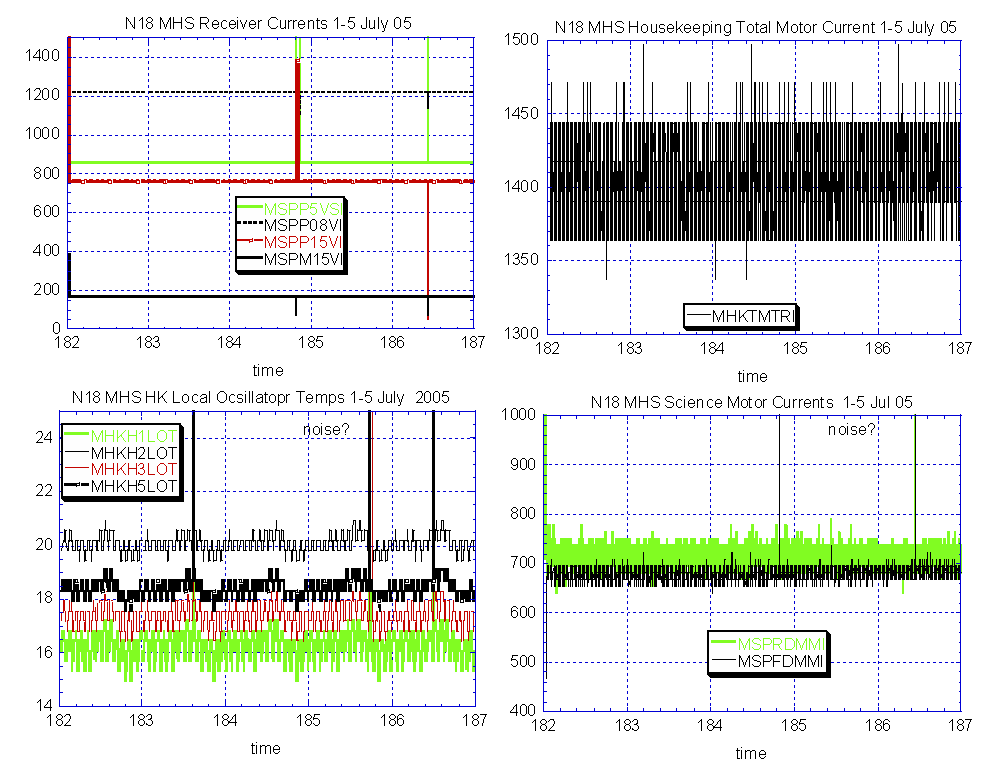 N18 MHS Receiver Currents 1-5 July 05
1400
1200
1000
800
600
400
200
0
MSPP5VSI
MSPP08VI
MSPP15VI
MSPM15VI
182 183 184 185 186 187
time
N18 MHS Housekeeping Total Motor Current 1-5 July 05
1500
1450
1400
1350
1300
MHKTMTRI
182 183 184 185 186 187
time
N18 MHS HK Local Ocsillatopr Temps 1-5 July 2005
24
22
20
18
16
14
MHKH1LOT
MHKH2LOT
MHKH3LOT
MHKH5LOT
noise?
182 183 184 185 186 187
time
N18 MHS Science Motor Currents 1-5 Jul 05
1000
900
800
700
600
500
400
noise?
MSPRDMMI
MSPFDMMI
182 183 184 185 186 187
time